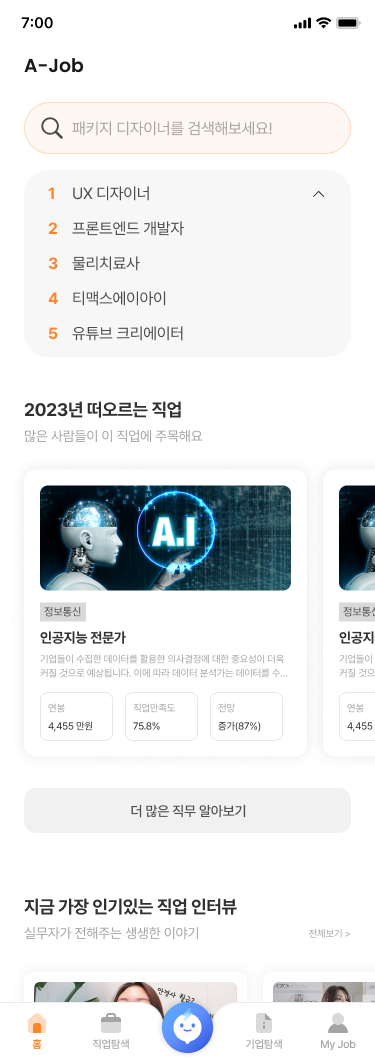 7:00
A-Job
패키지 디자이너를 검색해보세요!
1 UX 디자이너
2 프론트엔드 개발자
3 물리치료사
4 티맥스에이아이
5 유튜브 크리에이터
2023년 떠오르는 직업
많은 사람들이 이 직업에 주목해요
A.I
정보통신 정보통
인공지능 전문가 인공지
기업들이 수집한 데이터를 활용한 의사결정에 대한 중요성이 더욱 기업들이
커질 것으로 예상됩니다. 이에 따라 데이터 분석가는 데이터를 수... 커질 것으
연봉 직업만족도 전망 연봉
4,455 만원 75.8% 증가(87%) 4,455
더 많은 직무 알아보기
지금 가장 인기있는 직업 인터뷰
실무자가 전해주는 생생한 이야기 전체보기 >
홈 직업탐색 기업탐색 My Job